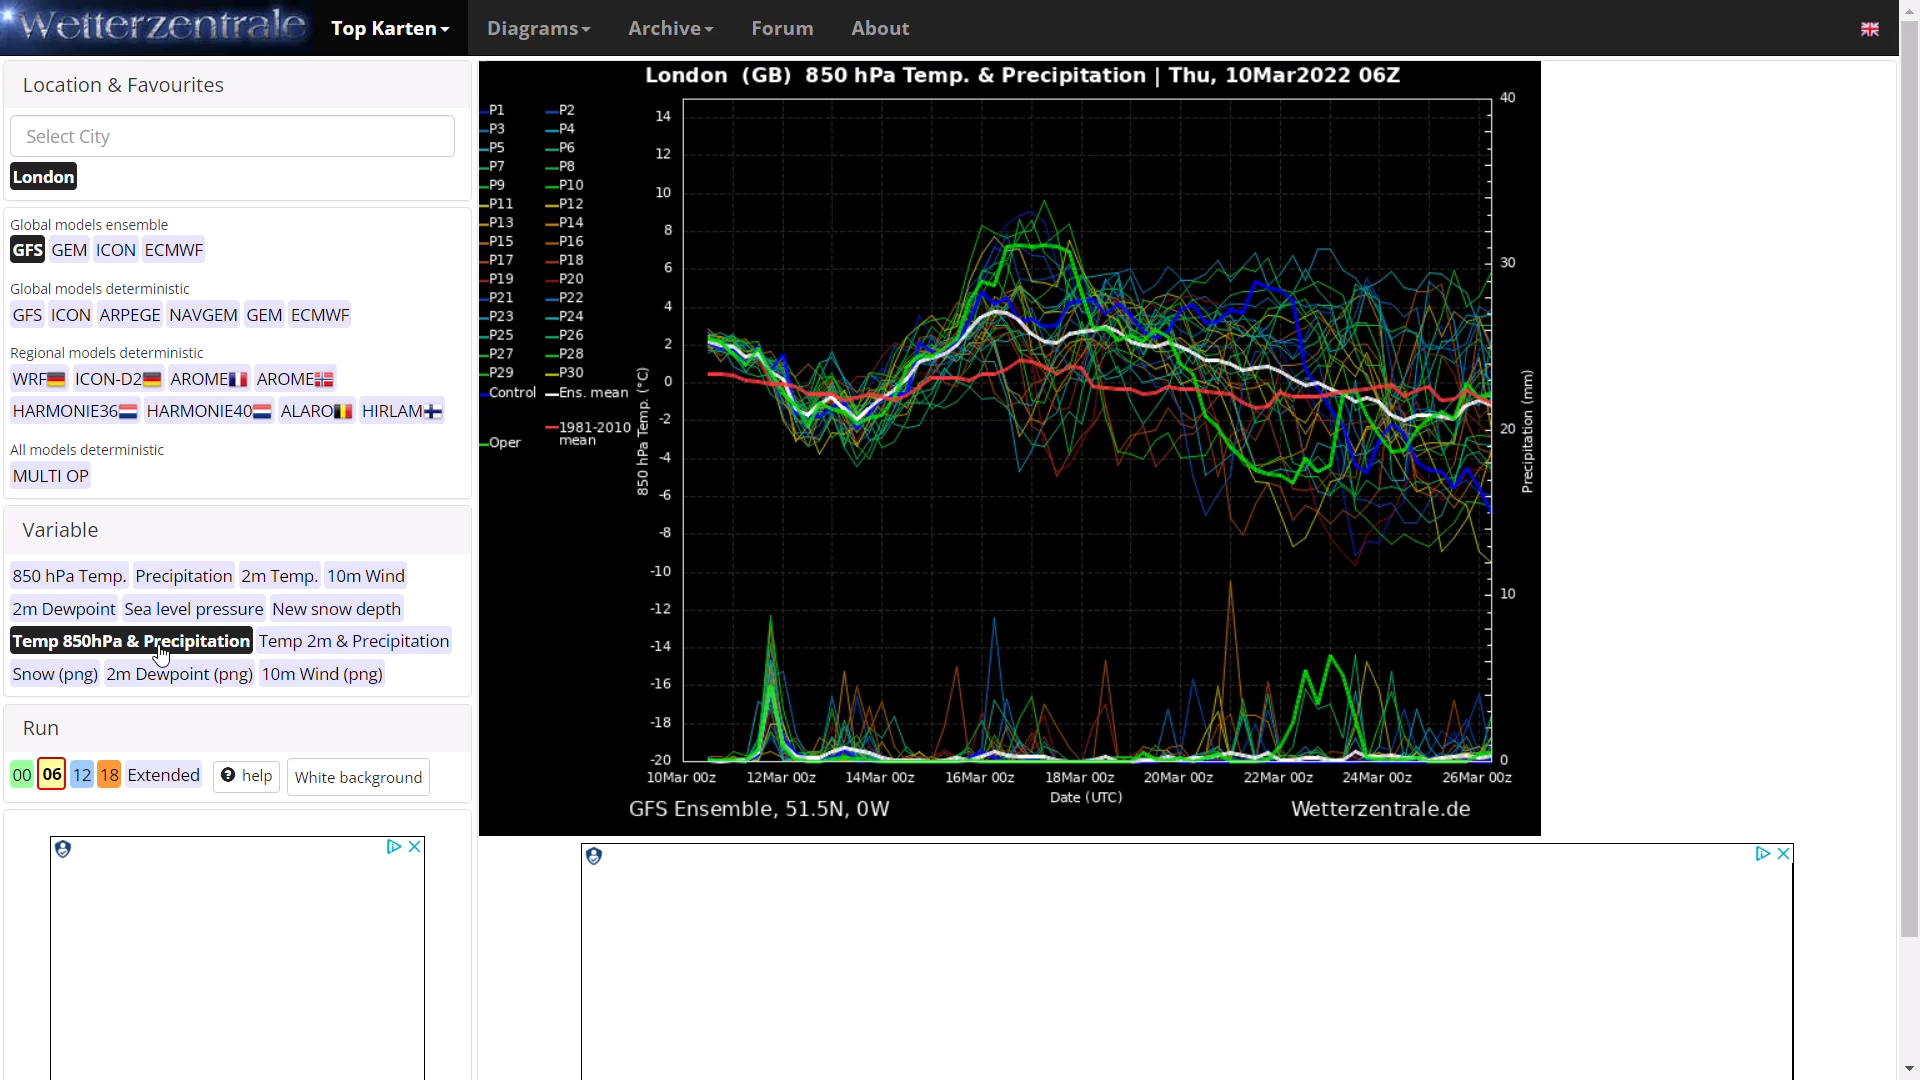 Wetterzentrale
Top Karten
Diagrams
Archive
Forum
About
Location & Favourites
Select City
London
Global models ensemble
GFS GEM ICON ECMWF
Global models deterministic
GFS ICON ARPEGE NAVGEM GEM ECMWF
Regional models deterministic
WRF ICON-D2 AROME AROME
HARMONIE36 HARMONIE40 ALARO HIRLAM
All models deterministic
MULTI OP
Variable
850 hPa Temp. Precipitation 2m Temp. 10m Wind
2m Dewpoint Sea level pressure New snow depth
Temp 850hPa & Precipitation Temp 2m & Precipitation
Snow (png) 2m Dewpoint (png) 10m Wind (png)
Run
00 06 12 18 Extended help White background
London (GB) 850 hPa Temp. & Precipitation | Thu, 10Mar2022 06Z
P1 P2
P3 P4
P5 P6
P7 P8
P9 P10
P11 P12
P13 P14
P15 P16
P17 P18
P19 P20
P21 P22
P23 P24
P25 P26
P27 P28
P29 P30
Control Ens. mean
Oper 1981-2010
mean
850 hPa Temp. (°C)
14
12
10
8
6
4
2
0
-2
-4
-6
-8
-10
-12
-14
-16
-18
-20
40
30
20
10
0
Precipitation (mm)
10Mar 00z 12Mar 00z 14Mar 00z 16Mar 00z 18Mar 00z 20Mar 00z 22Mar 00z 24Mar 00z 26Mar 00z
Date (UTC)
GFS Ensemble, 51.5N, 0W
Wetterzentrale.de